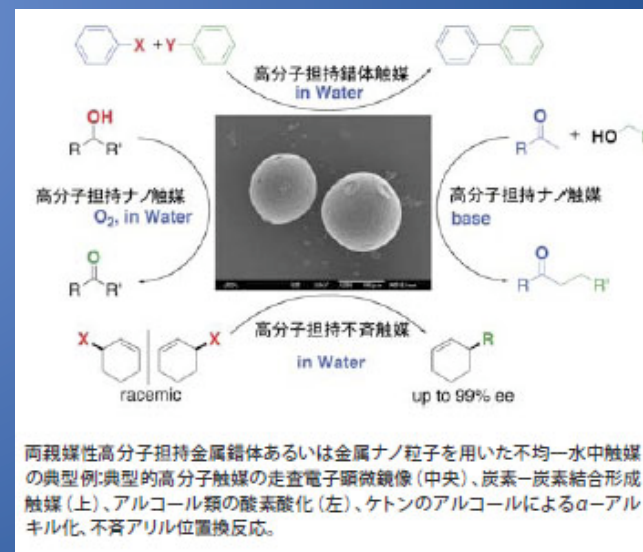 X + Y
高分子担持錯体触媒
in Water
OH
R R'
高分子担持ナノ触媒
O₂, in Water
O
R R'
O
R + HO
高分子担持ナノ触媒
base
O
R R'
X X
racemic
高分子担持不斉触媒
in Water
R
up to 99% ee
両親媒性高分子担持金属錯体あるいは金属ナノ粒子を用いた不均一水中触媒
の典型例:典型的高分子触媒の走査電子顕微鏡像(中央)、炭素ー炭素結合形成
触媒(上)、アルコール類の酸素酸化(左)、ケトンのアルコールによるα－アル
キル化、不斉アリル位置換反応。